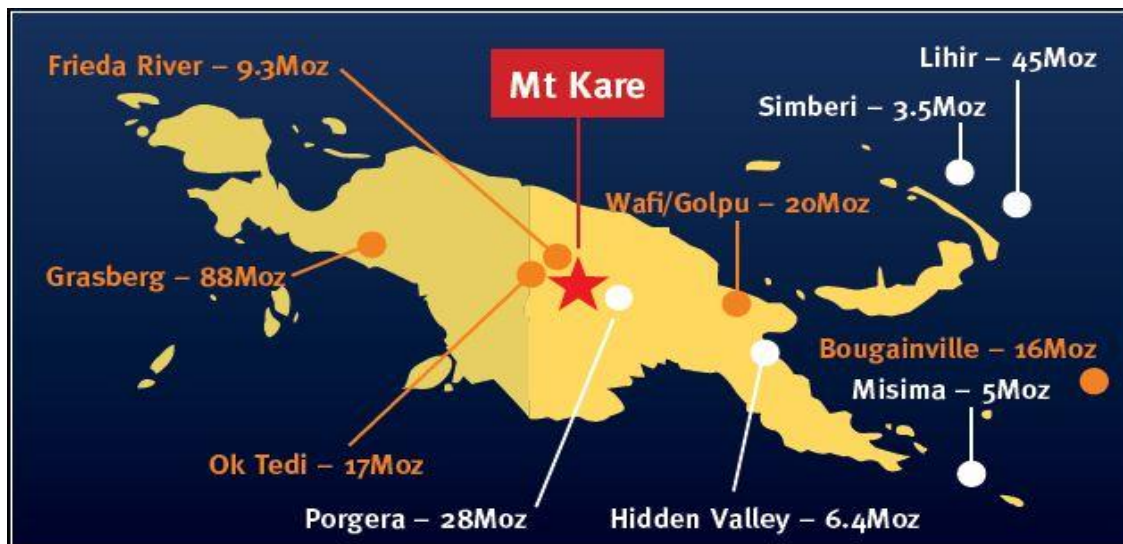 Frieda River – 9.3Moz
Mt Kare
Lihir – 45Moz
Simberi – 3.5Moz
Wafi/Golpu – 20Moz
Grasberg – 88Moz
Bougainville – 16Moz
Misima – 5Moz
Ok Tedi – 17Moz
Porgera – 28Moz
Hidden Valley – 6.4Moz